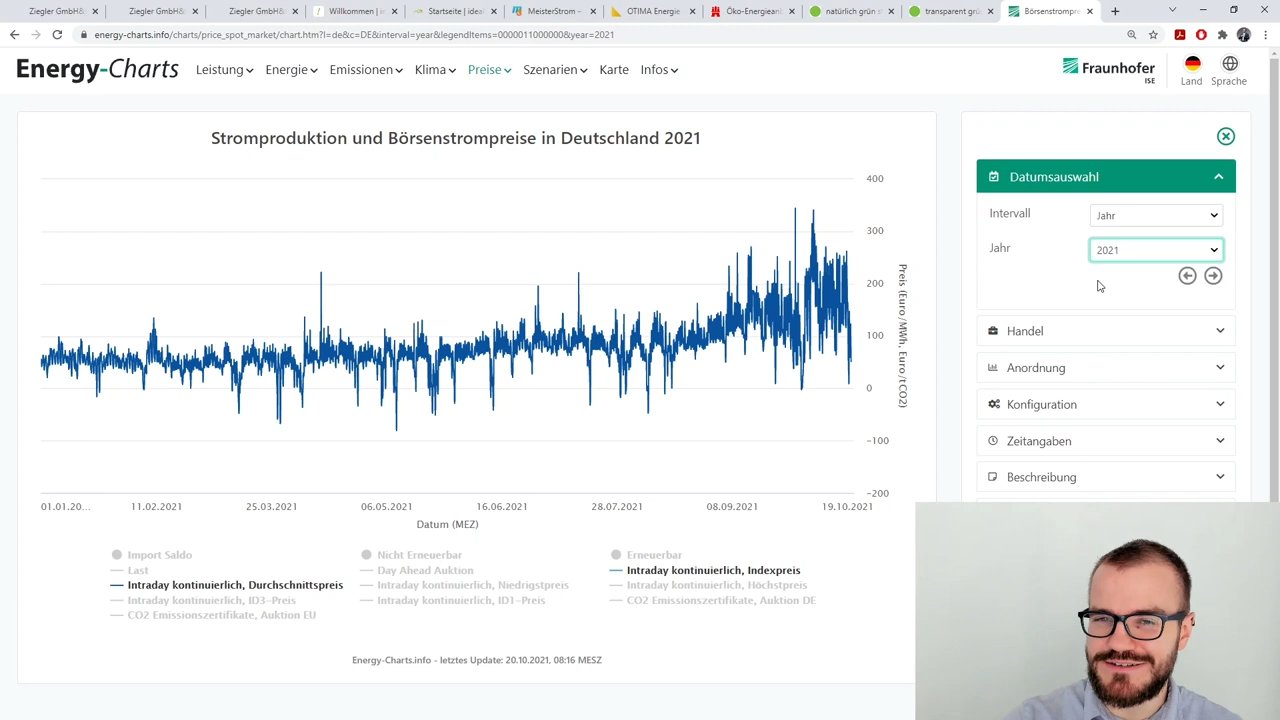 Ziegler GmbH&
Ziegler GmbH&
Ziegler GmbH&
Willkommen | i
Startseite | ideai
MeisterStrom –
OTIMA Energie
Öko-Energieanb
natürlich grün s
transparent grü
Börsenstrompre
energy-charts.info/charts/price_spot_market/chart.htm?l=de&c=DE&interval=year&legendItems=0000011000000&year=2021
Energy-Charts
Leistung
Energie
Emissionen
Klima
Preise
Szenarien
Karte
Infos
Fraunhofer
ISE
Land
Sprache
Stromproduktion und Börsenstrompreise in Deutschland 2021
400
300
200
100
0
-100
-200
Preis (Euro/MWh, Euro/tCO2)
01.01.20...
11.02.2021
25.03.2021
06.05.2021
16.06.2021
28.07.2021
08.09.2021
19.10.2021
Datum (MEZ)
Import Saldo
Nicht Erneuerbar
Erneuerbar
Last
Day Ahead Auktion
Intraday kontinuierlich, Indexpreis
Intraday kontinuierlich, Durchschnittspreis
Intraday kontinuierlich, Niedrigstpreis
Intraday kontinuierlich, Höchstpreis
Intraday kontinuierlich, ID3-Preis
Intraday kontinuierlich, ID1-Preis
CO2 Emissionszertifikate, Auktion DE
CO2 Emissionszertifikate, Auktion EU
Energy-Charts.info - letztes Update: 20.10.2021, 08:16 MESZ
Datumsauswahl
Intervall
Jahr
Jahr
2021
Handel
Anordnung
Konfiguration
Zeitangaben
Beschreibung